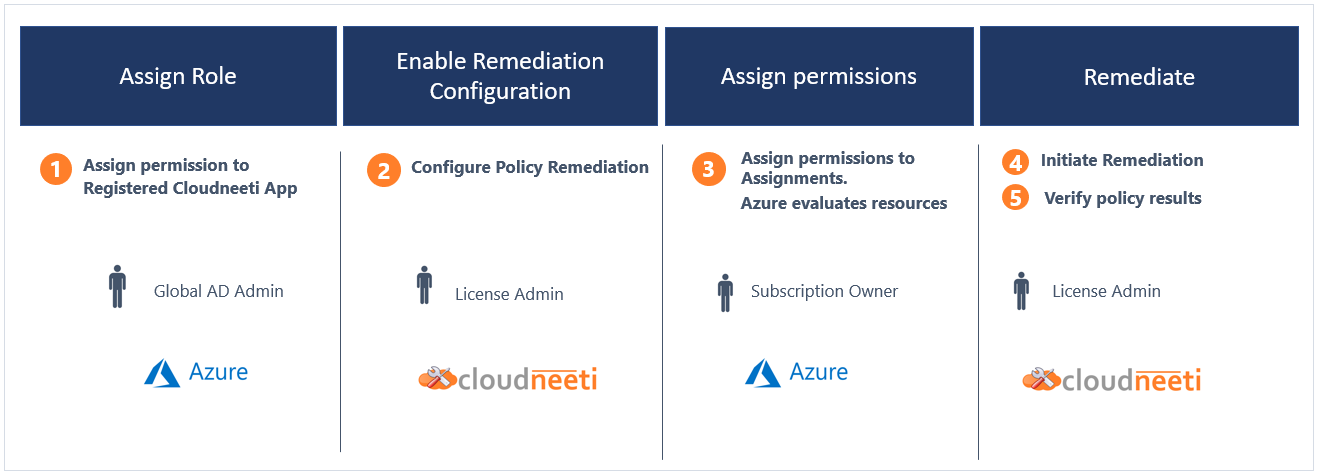 Assign Role
Enable Remediation
Configuration
Assign permissions
Remediate
1
Assign permission to
Registered Cloudneeti App
2
Configure Policy Remediation
3
Assign permissions to
Assignments.
Azure evaluates resources
4
Initiate Remediation
5
Verify policy results
Global AD Admin
License Admin
Subscription Owner
License Admin
Azure
cloudneeti
Azure
cloudneeti